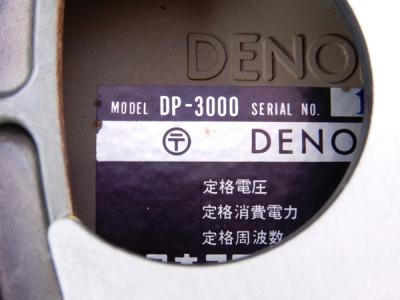 DENO
MODEL DP-3000 SERIAL NO.
〒 DENO
定格電圧
定格消費電力
定格周波数